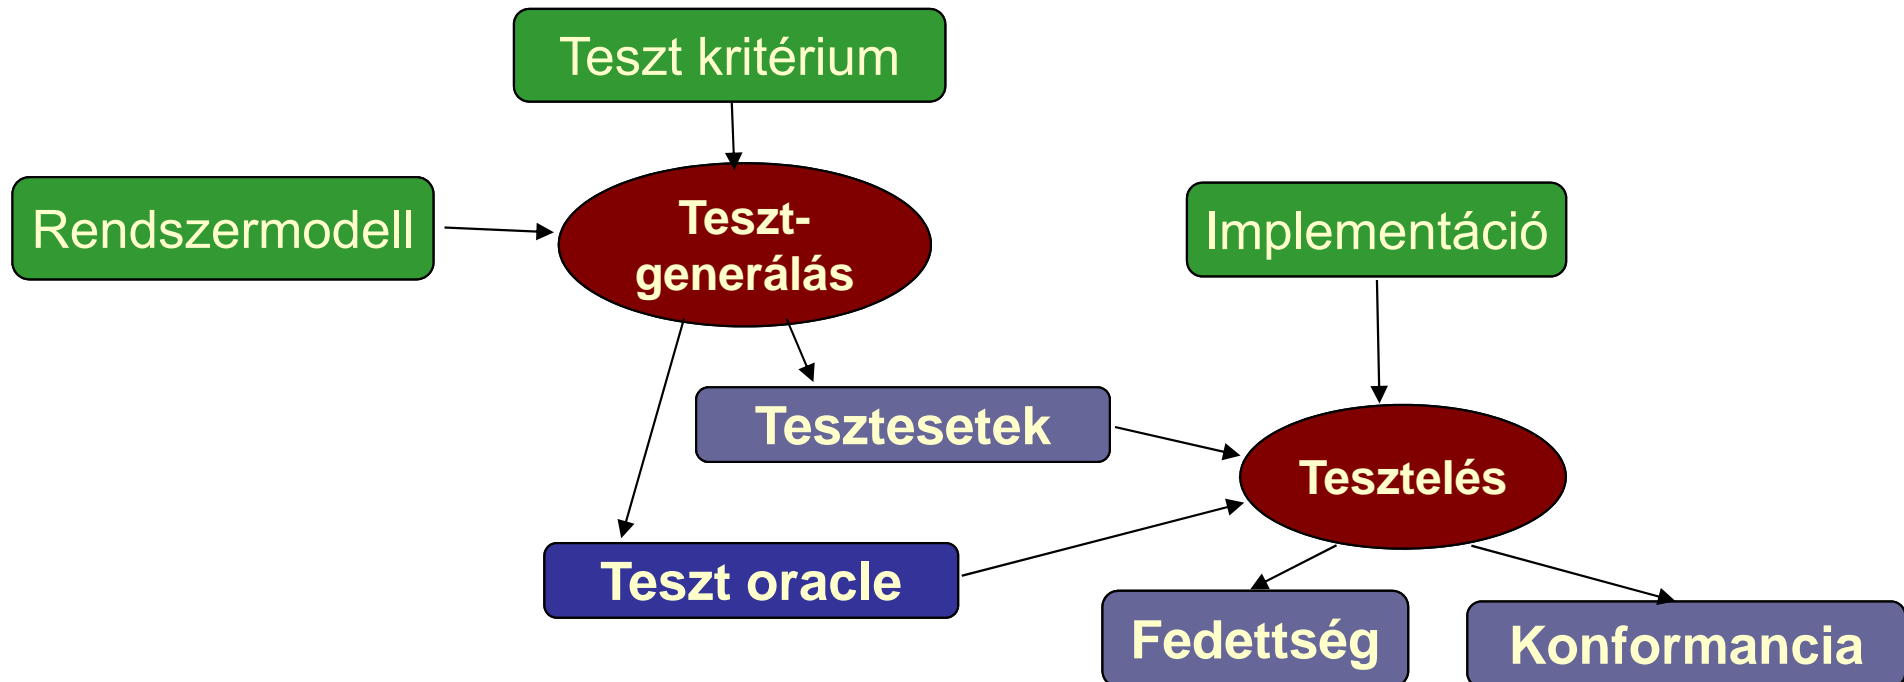 Teszt kritérium
Rendszermodell
Teszt-
generálás
Implementáció
Tesztesetek
Tesztelés
Teszt oracle
Fedettség
Konformancia